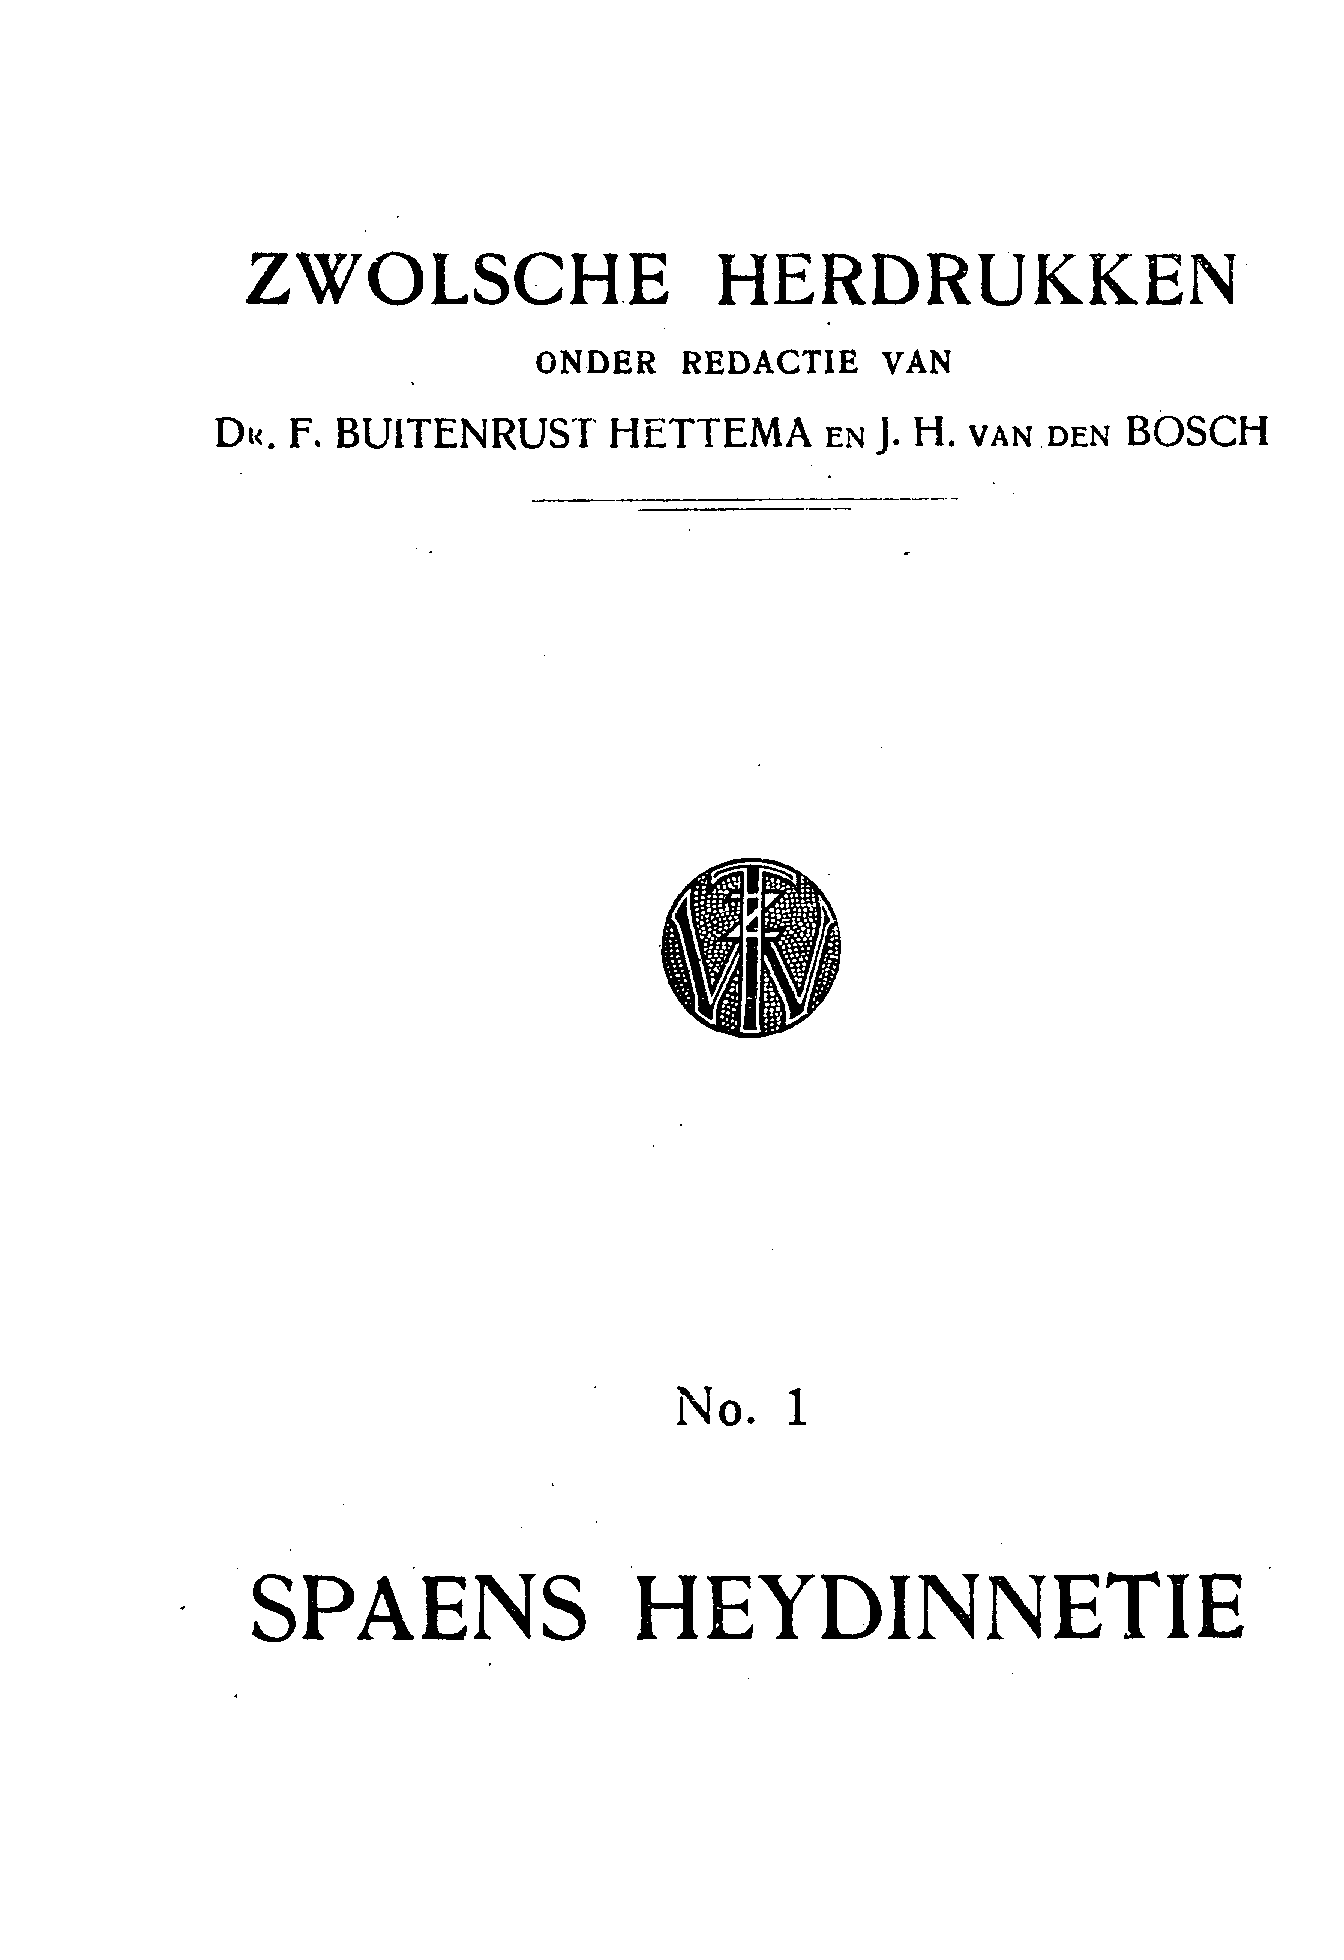 ZWOLSCHE HERDRUKKEN
ONDER REDACTIE VAN
DR. F. BUITENRUST HETTEMA EN J. H. VAN DEN BOSCH
No. 1
SPAENS HEYDINNETIE